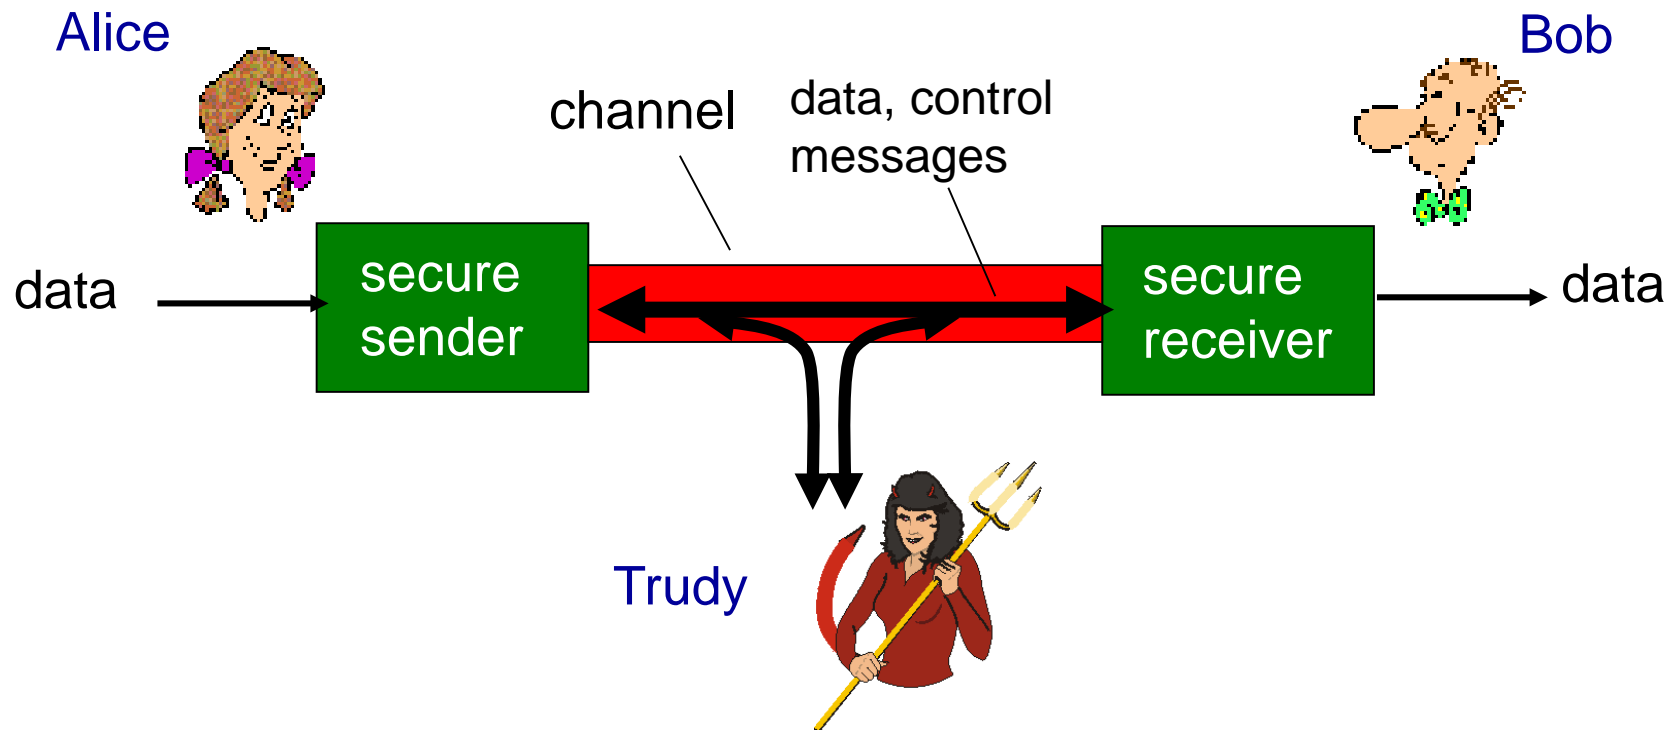 Alice
Bob
channel
data, control
messages
data
secure
sender
secure
receiver
data
Trudy